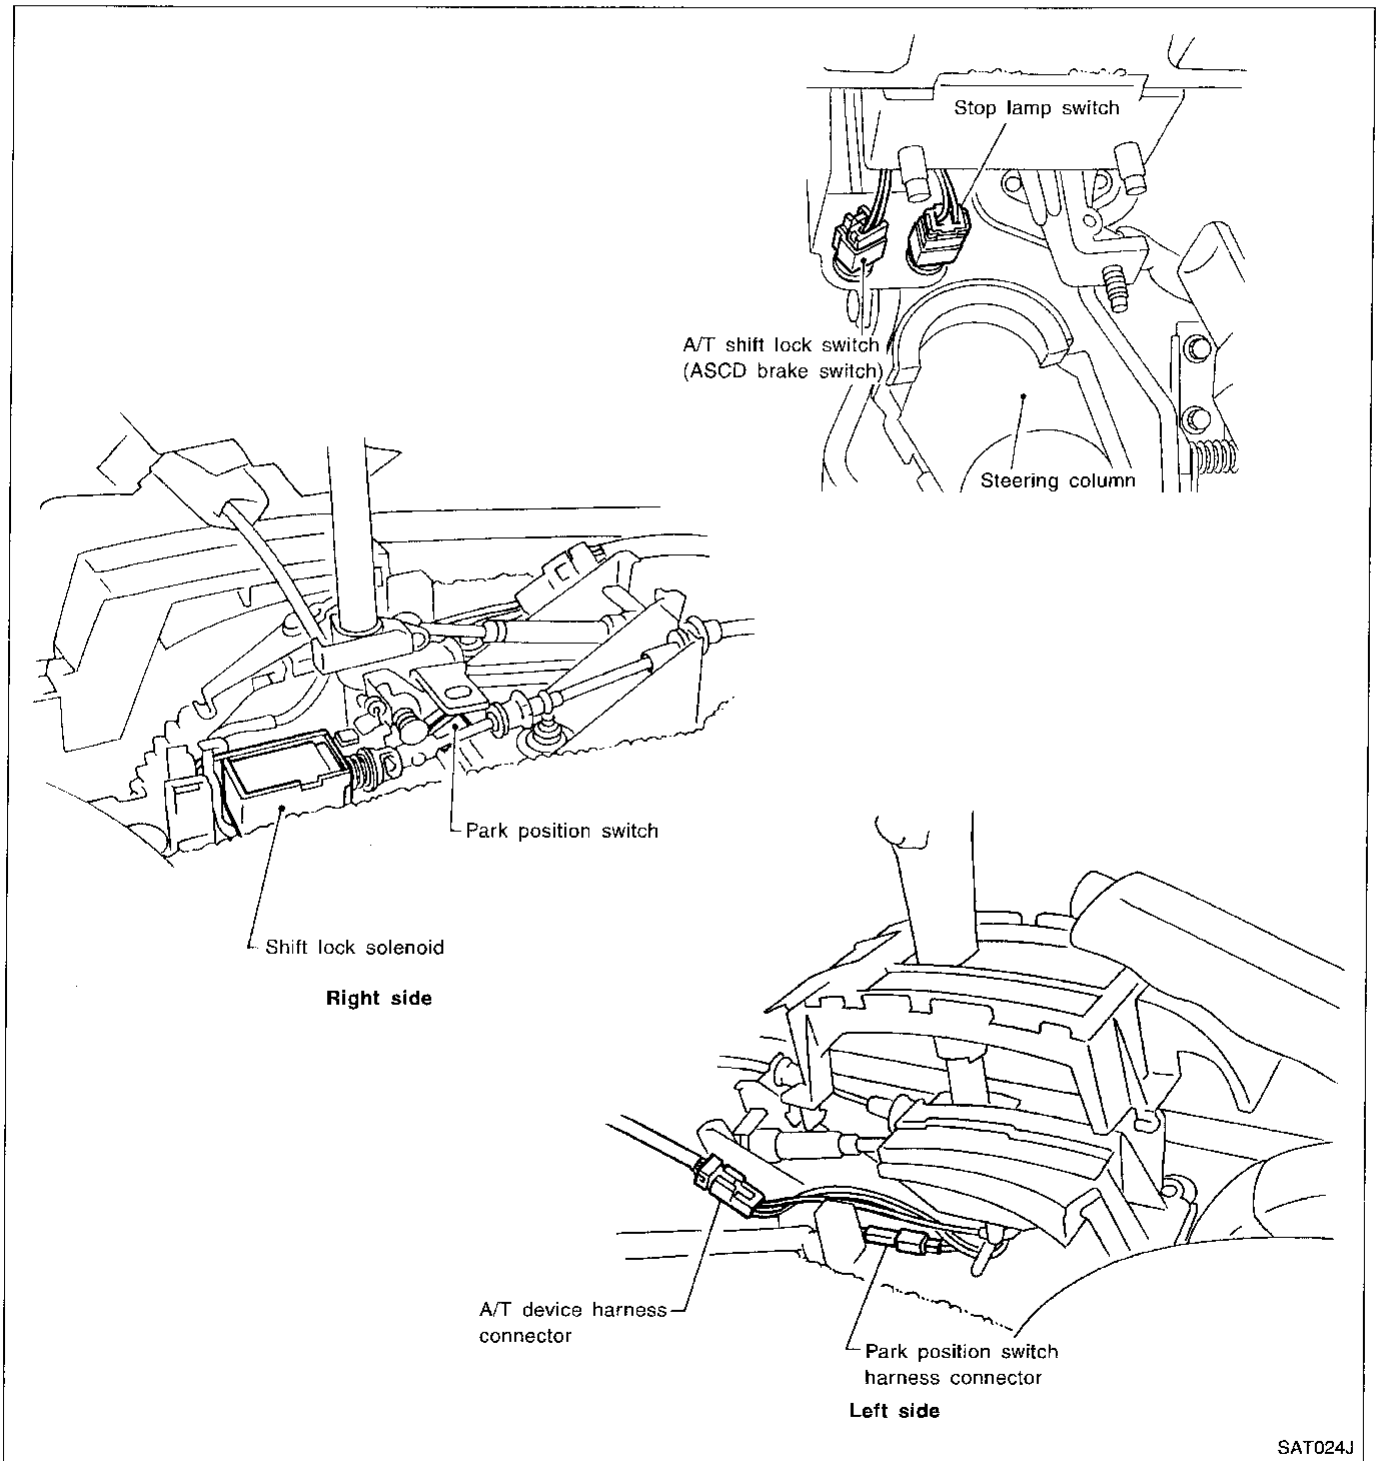 Stop lamp switch
A/T shift lock switch
(ASCD brake switch)
Steering column
Park position switch
Shift lock solenoid
Right side
A/T device harness
connector
Park position switch
harness connector
Left side
SAT024J